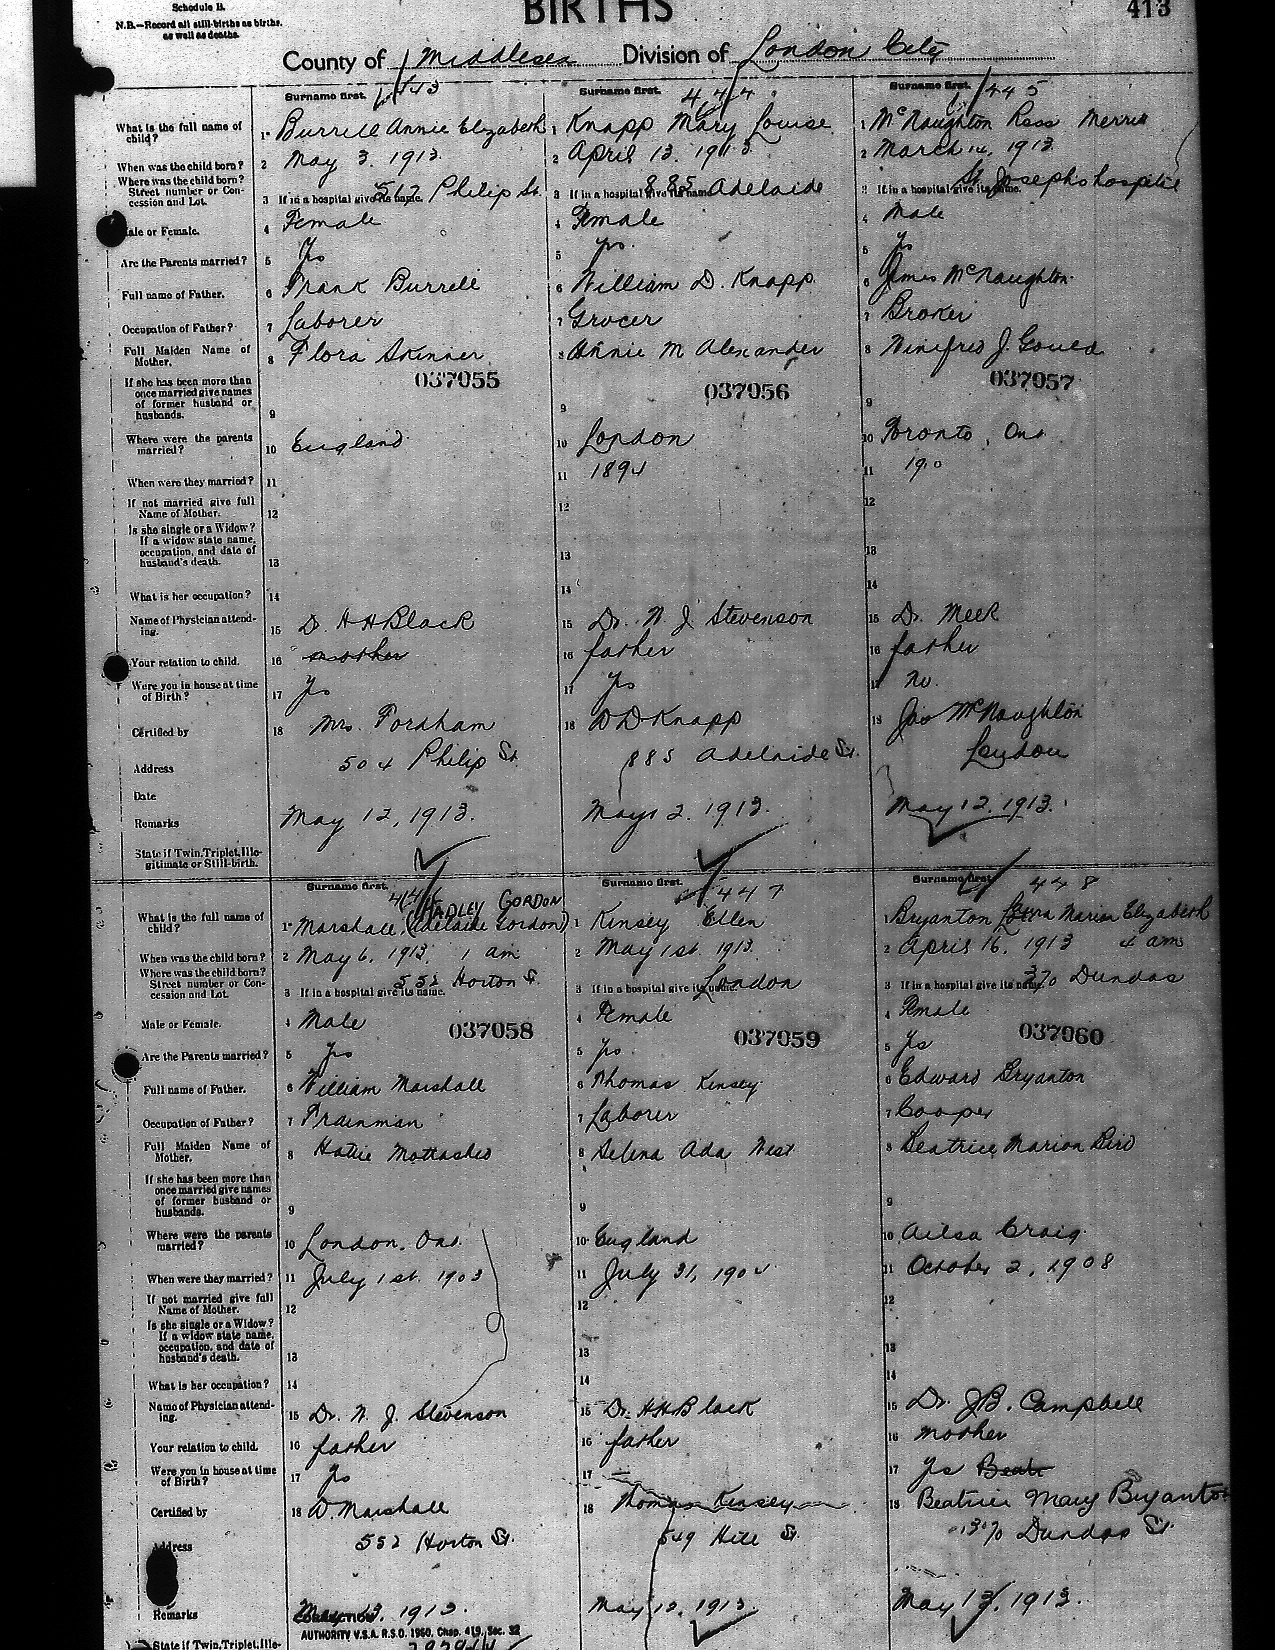 Schedule B.
BIRTHS
413
N.B.—Record all still-births as births.
as well as deaths.
County of Middlesex Division of London City
Surname first. 443
Surname first. 444
Surname first. 445
What is the full name of child?
1 Burrell Annie Elizabeth
1 Knapp Mary Louise
1 McNaughton Ross Merrill
When was the child born?
2 May 3. 1913
2 April 13. 1913
2 March 14, 1913
Where was the child born?
Street number or Con-
cession and Lot.
3 If in a hospital give its name. 567 Philip St.
3 If in a hospital give its name 885 Adelaide
3 If in a hospital give its name. St. Josephs hospital
Male or Female.
4 Female
4 Female
4 Male
Are the Parents married?
5 Yes
5 yes.
5 yes
Full name of Father.
6 Frank Burrell
6 William D. Knapp
6 James McNaughton
Occupation of Father?
7 Laborer
7 Grocer
7 Broker
Full Maiden Name of
Mother.
8 Flora Skinner
8 Annie M Alexander
8 Winifred J. Gould
037055
037056
037057
If she has been more than
once married give names
of former husband or
husbands.
9
9
9
Where were the parents
married?
10 England
10 London
10 Toronto, Ont
When were they married?
11
11 1894
11 190
If not married give full
Name of Mother.
12
12
12
Is she single or a Widow?
If a widow state name,
occupation, and date of
husband's death.
13
13
13
What is her occupation?
14
14
14
Name of Physician attend-
ing.
15 Dr H H Black
15 Dr. N. J. Stevenson
15 Dr. Meek
Your relation to child.
16 mother
16 father
16 father
Were you in house at time
of Birth?
17 Yes
17 Yes
17 no.
Certified by
18 Mrs. Fordham
18 W D Knapp
18 Jas McNaughton
Address
504 Philip St
885 Adelaide St.
London
Date
Remarks
May 12, 1913.
May 2. 1913.
May 12. 1913.
State if Twin, Triplet, Ille-
gitimate or Still-birth.
Surname first. 446
Surname first. 447
Surname first. 448
HADLEY GORDON
What is the full name of
child?
1 Marshall (Adelaide Gordon)
1 Kinsey Ellen
1 Bryanton Marion Elizabeth
When was the child born?
2 May 6, 1913. 1 am
2 May 1st 1913
2 April 16. 1913 4 am
Where was the child born?
Street number or Con-
cession and Lot.
3 If in a hospital give its name. 552 Horton St.
3 If in a hospital give its name. London
3 If in a hospital give its name 370 Dundas
Male or Female.
4 Male
4 Female
4 Female
037058
037059
037060
Are the Parents married?
5 Yes
5 Yes
5 Yes
Full name of Father.
6 William Marshall
6 Thomas Kinsey
6 Edward Bryanton
Occupation of Father?
7 Trainman
7 Laborer
7 Cooper
Full Maiden Name of
Mother.
8 Hattie Mottashed
8 Selena Ada West
8 Beatrice Marion Bird
If she has been more than
once married give names
of former husband or
husbands.
9
9
9
Where were the parents
married?
10 London. Ont.
10 England
10 Ailsa Craig
When were they married?
11 July 1st 1903
11 July 31, 1904
11 October 2, 1908
If not married give full
Name of Mother.
12
12
12
Is she single or a Widow?
If a widow state name,
occupation, and date of
husband's death.
13
13
13
What is her occupation?
14
14
14
Name of Physician attend-
ing.
15 Dr. N. J. Stevenson
15 Dr. H H Black
15 Dr. J B. Campbell
Your relation to child.
16 father
16 father
16 mother
Were you in house at time
of Birth?
17 Yes
17
17 Yes
Certified by
18 W. Marshall
18 Thomas Kinsey
18 Beatrice Mary Bryanton
Address
552 Horton St.
549 Hill St
370 Dundas St.
Remarks
May 13. 1913.
May 13, 1913.
May 13, 1913.
AUTHORITY V.S.A. R.S.O. 1960, Chap. 419, Sec. 32
State if Twin, Triplet, Ille-